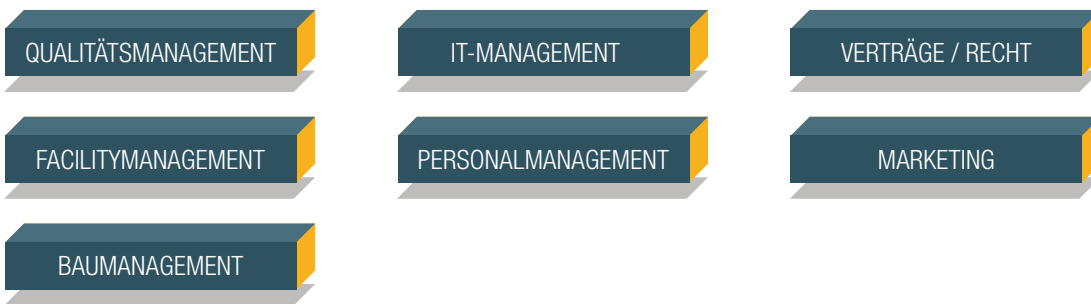 QUALITÄTSMANAGEMENT
IT-MANAGEMENT
VERTRÄGE / RECHT
FACILITYMANAGEMENT
PERSONALMANAGEMENT
MARKETING
BAUMANAGEMENT